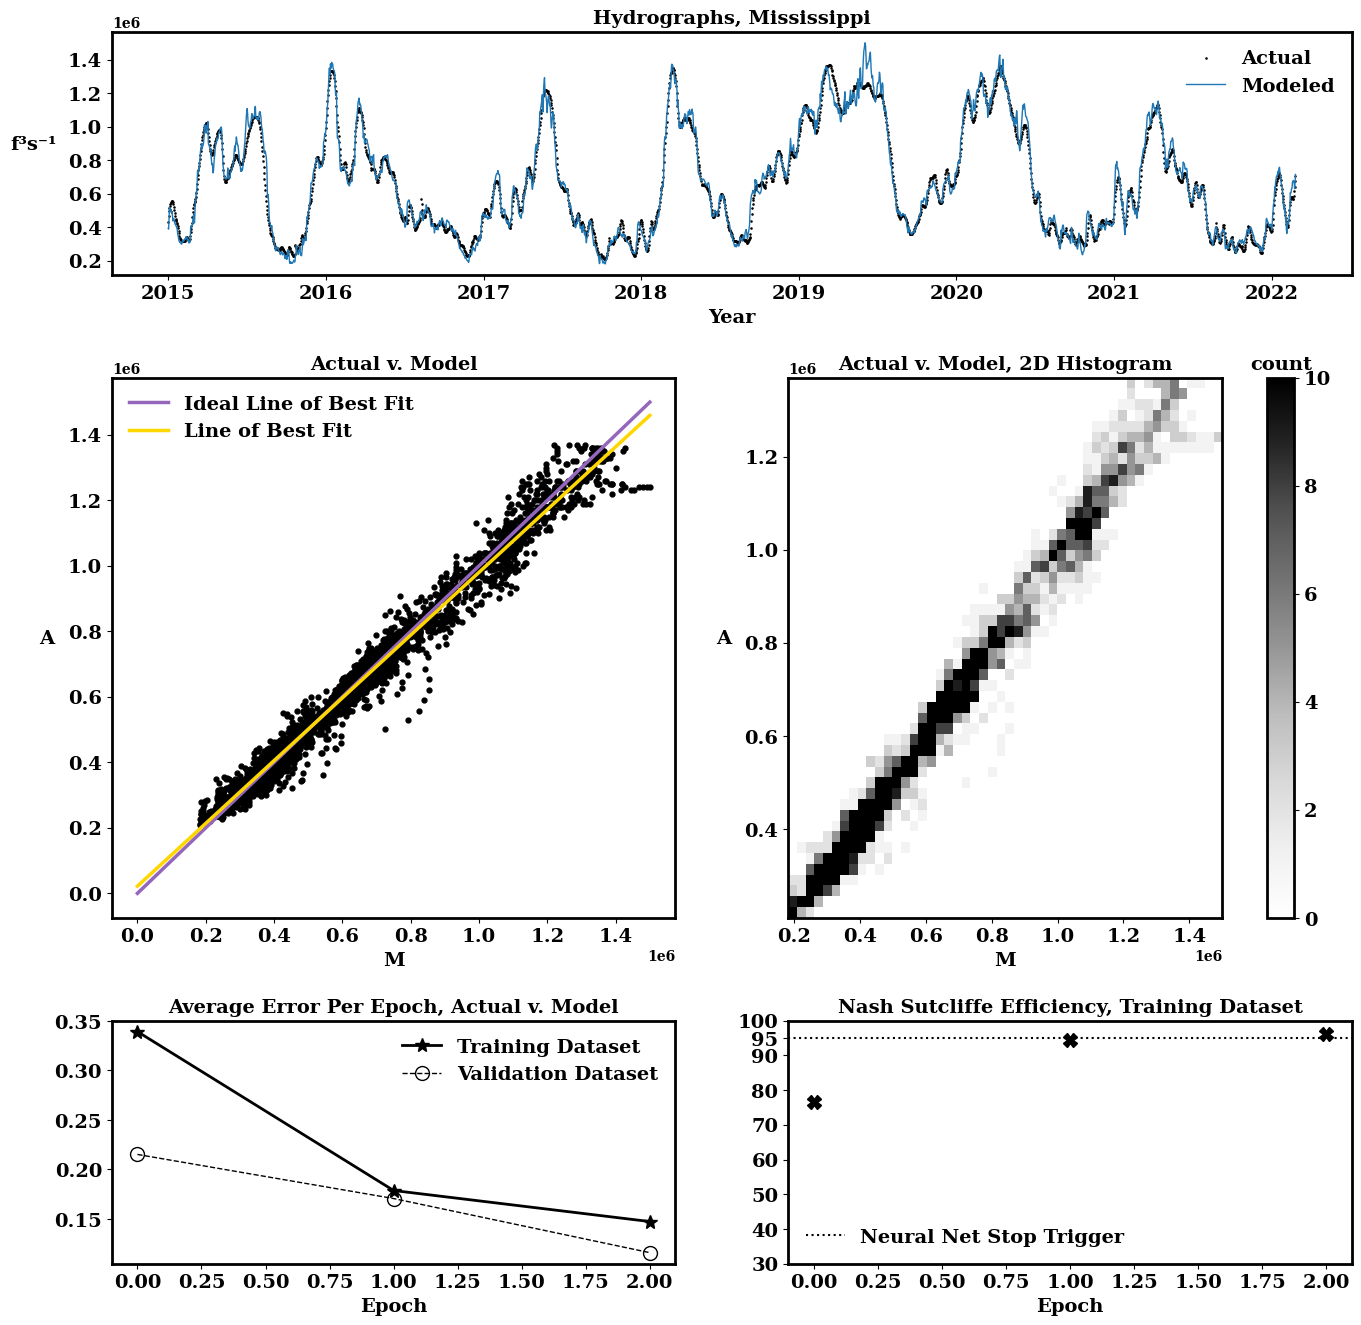 Hydrographs, Mississippi
1e6
Actual
Modeled
f³s⁻¹
1.4
1.2
1.0
0.8
0.6
0.4
0.2
2015 2016 2017 2018 2019 2020 2021 2022
Year
Actual v. Model
1e6
Ideal Line of Best Fit
Line of Best Fit
A
1.4
1.2
1.0
0.8
0.6
0.4
0.2
0.0
0.0 0.2 0.4 0.6 0.8 1.0 1.2 1.4
M
1e6
Actual v. Model, 2D Histogram
1e6
A
1.2
1.0
0.8
0.6
0.4
0.2 0.4 0.6 0.8 1.0 1.2 1.4
M
1e6
count
10
8
6
4
2
0
Average Error Per Epoch, Actual v. Model
Training Dataset
Validation Dataset
0.35
0.30
0.25
0.20
0.15
0.00 0.25 0.50 0.75 1.00 1.25 1.50 1.75 2.00
Epoch
Nash Sutcliffe Efficiency, Training Dataset
100
95
90
80
70
60
50
40
30
Neural Net Stop Trigger
0.00 0.25 0.50 0.75 1.00 1.25 1.50 1.75 2.00
Epoch